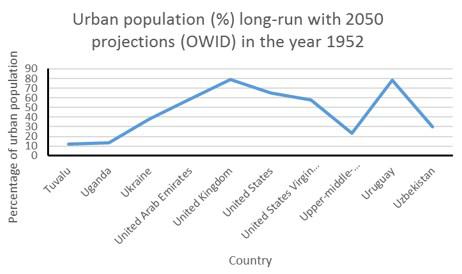 Urban population (%) long-run with 2050
projections (OWID) in the year 1952
Percentage of urban population
90
80
70
60
50
40
30
20
10
0
Tuvalu
Uganda
Ukraine
United Arab Emirates
United Kingdom
United States
United States Virgin...
Upper-middle-...
Uruguay
Uzbekistan
Country